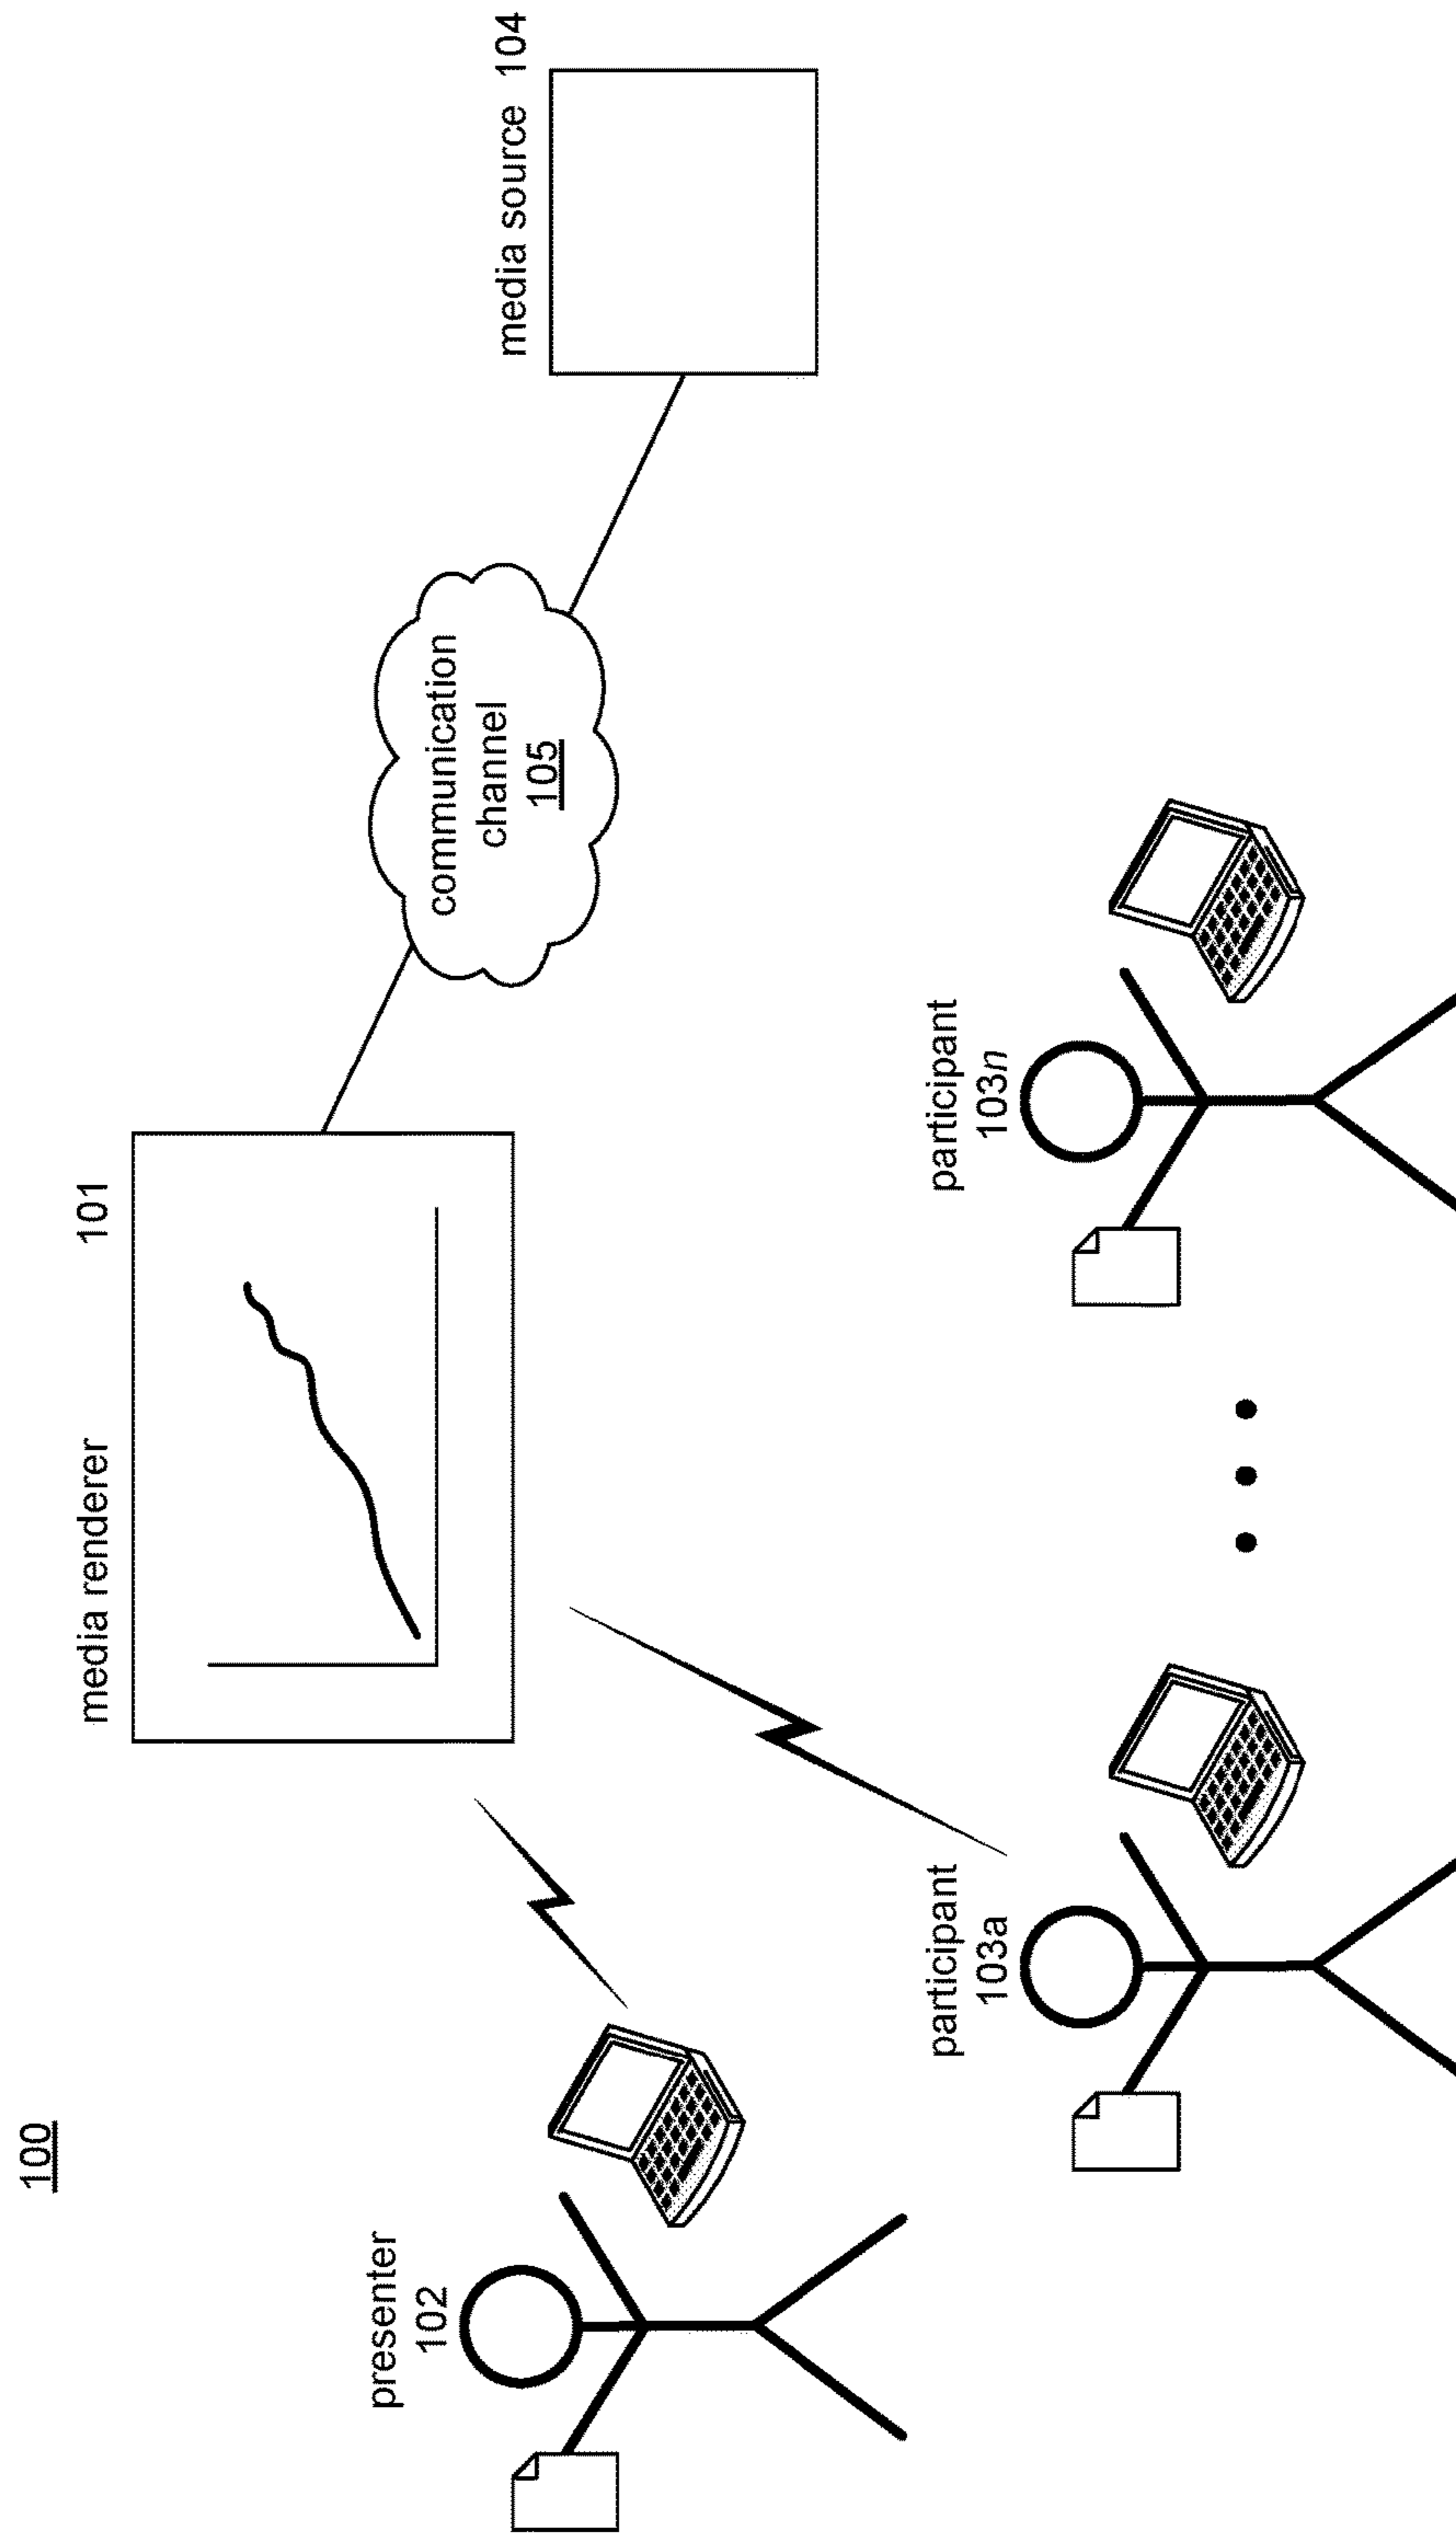 100
media renderer 101
media source 104
communication
channel
105
presenter
102
participant
103a
participant
103n